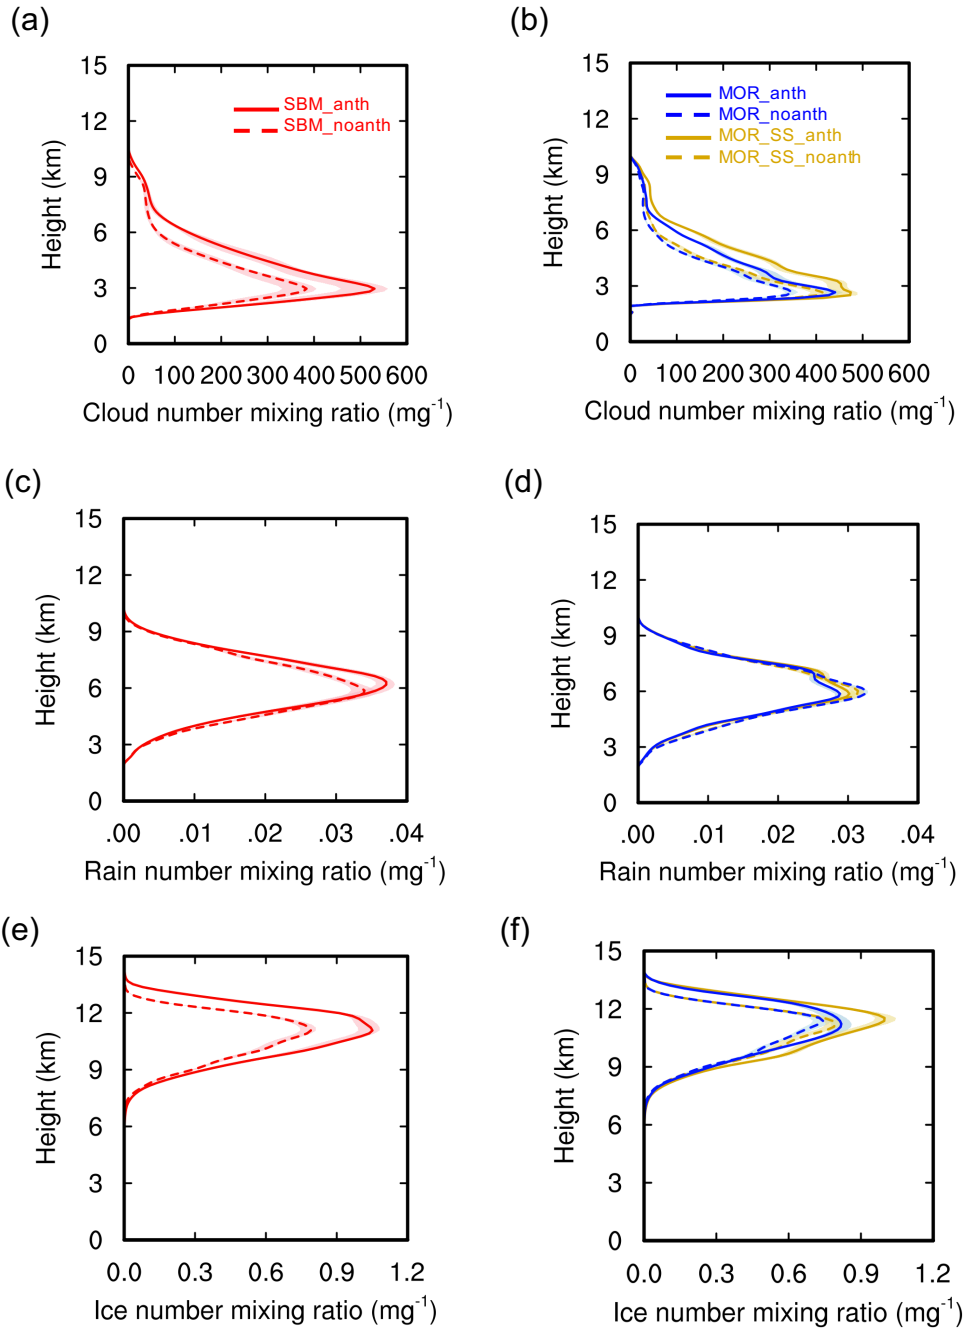 (a)
15
12
9
6
3
0
Height (km)
SBM_anth
SBM_noanth
0 100 200 300 400 500 600
Cloud number mixing ratio (mg-1)
(b)
15
12
9
6
3
0
Height (km)
MOR_anth
MOR_noanth
MOR_SS_anth
MOR_SS_noanth
0 100 200 300 400 500 600
Cloud number mixing ratio (mg-1)
(c)
15
12
9
6
3
0
Height (km)
.00 .01 .02 .03 .04
Rain number mixing ratio (mg-1)
(d)
15
12
9
6
3
0
Height (km)
.00 .01 .02 .03 .04
Rain number mixing ratio (mg-1)
(e)
15
12
9
6
3
0
Height (km)
0.0 0.3 0.6 0.9 1.2
Ice number mixing ratio (mg-1)
(f)
15
12
9
6
3
0
Height (km)
0.0 0.3 0.6 0.9 1.2
Ice number mixing ratio (mg-1)